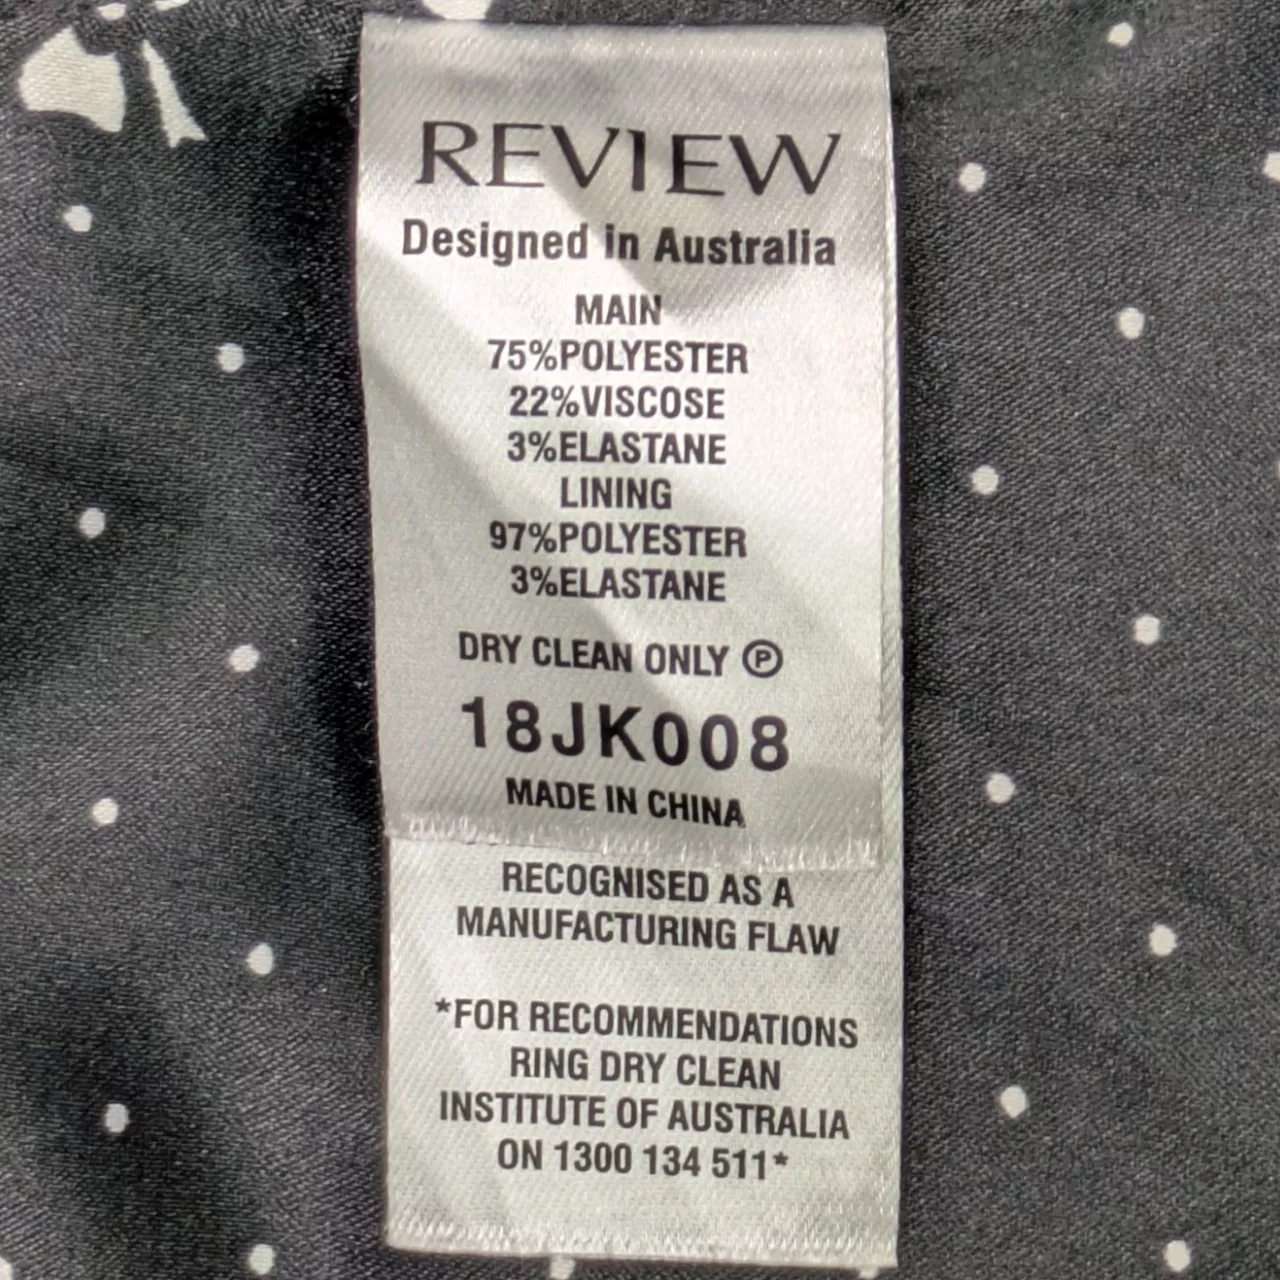 REVIEW
Designed in Australia
MAIN
75%POLYESTER
22%VISCOSE
3%ELASTANE
LINING
97%POLYESTER
3%ELASTANE
DRY CLEAN ONLY Ⓟ
18JK008
MADE IN CHINA
RECOGNISED AS A
MANUFACTURING FLAW
*FOR RECOMMENDATIONS
RING DRY CLEAN
INSTITUTE OF AUSTRALIA
ON 1300 134 511*